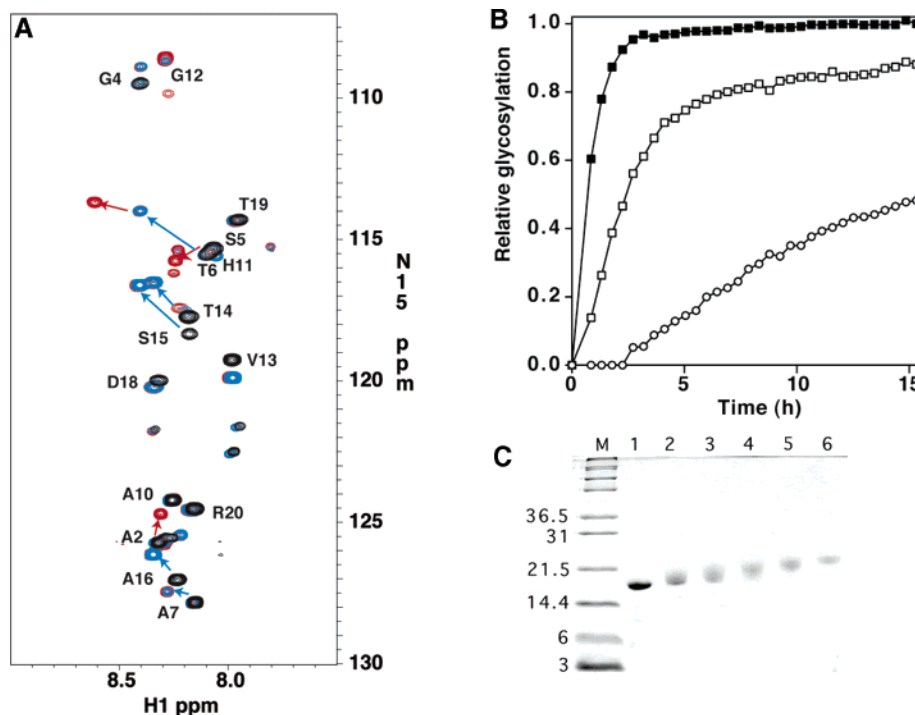 A
G4
G12
T19
S5
T6
H11
T14
S15
V13
D18
A10
R20
A2
A16
A7
110
115
120
125
130
N15 ppm
8.5
8.0
H1 ppm
B
Relative glycosylation
1.0
0.8
0.6
0.4
0.2
0.0
0
5
10
15
Time (h)
C
M 1 2 3 4 5 6
36.5
31
21.5
14.4
6
3